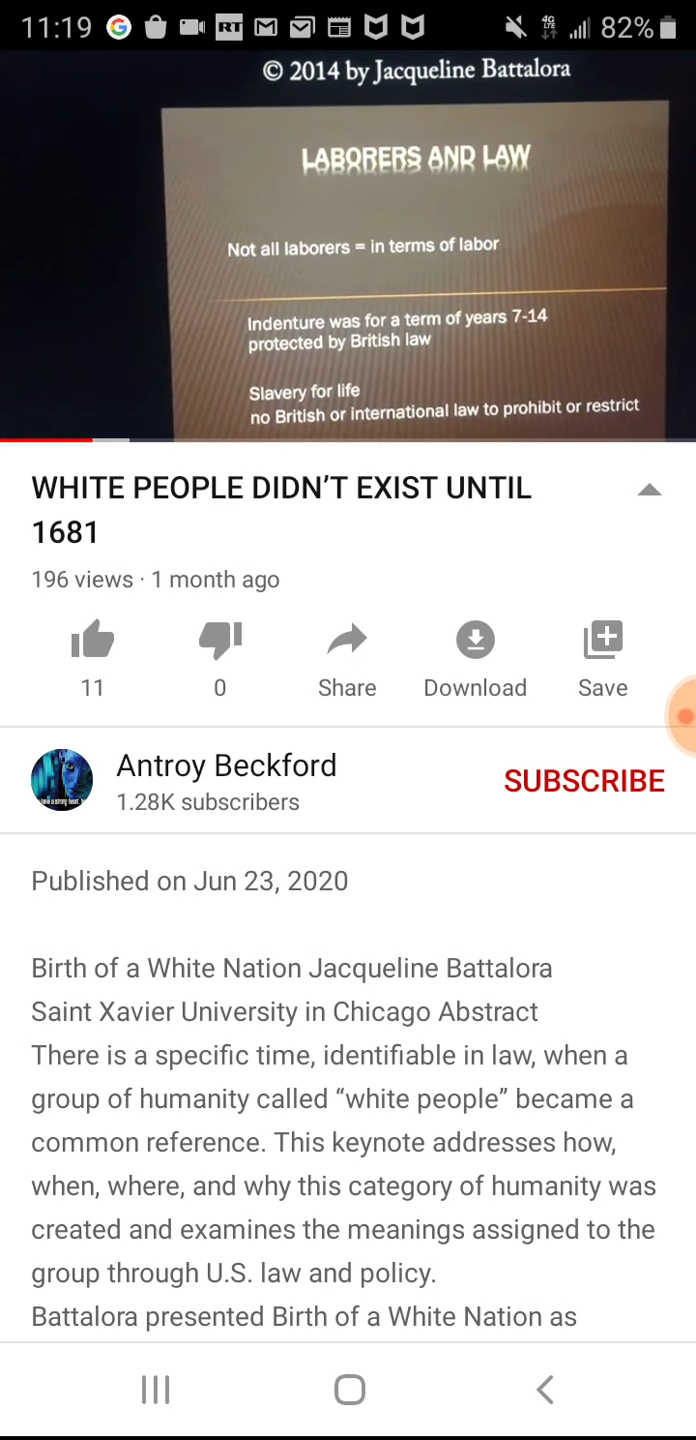 11:19
RT
4G
LTE
82%
© 2014 by Jacqueline Battalora
LABORERS AND LAW
Not all laborers = in terms of labor
Indenture was for a term of years 7-14
protected by British law
Slavery for life
no British or international law to prohibit or restrict
WHITE PEOPLE DIDN’T EXIST UNTIL
1681
196 views · 1 month ago
11
0
Share
Download
Save
Antroy Beckford
1.28K subscribers
SUBSCRIBE
Published on Jun 23, 2020
Birth of a White Nation Jacqueline Battalora
Saint Xavier University in Chicago Abstract
There is a specific time, identifiable in law, when a
group of humanity called “white people” became a
common reference. This keynote addresses how,
when, where, and why this category of humanity was
created and examines the meanings assigned to the
group through U.S. law and policy.
Battalora presented Birth of a White Nation as